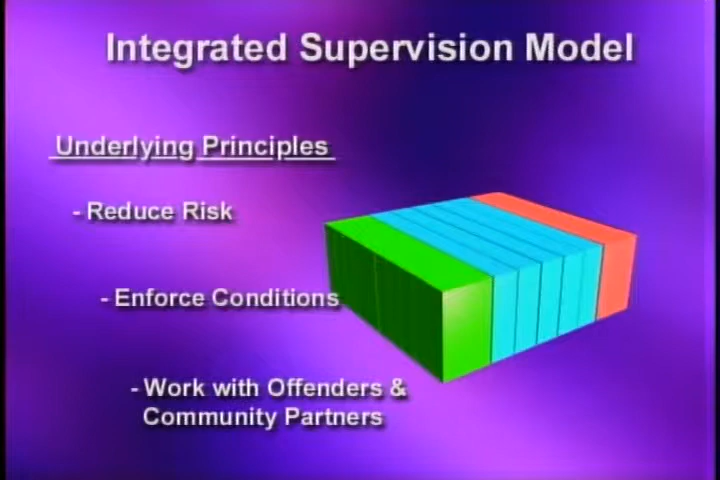 Integrated Supervision Model
Underlying Principles
- Reduce Risk
- Enforce Conditions
- Work with Offenders &
Community Partners